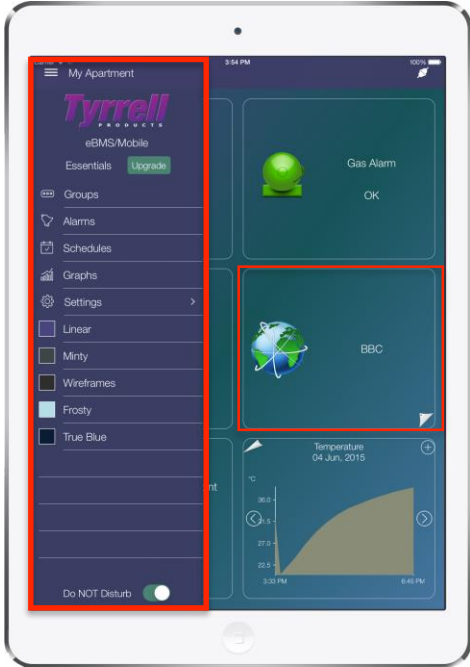 3:54 PM
100%
My Apartment
Tyrrell
PRODUCTS
eBMS/Mobile
Essentials
Upgrade
Groups
Alarms
Schedules
Graphs
Settings
Linear
Minty
Wireframes
Frosty
True Blue
Do NOT Disturb
Gas Alarm
OK
BBC
nt
Temperature
04 Jun, 2015
°C
36.0
27.0
22.5
3:33 PM
6:45 PM